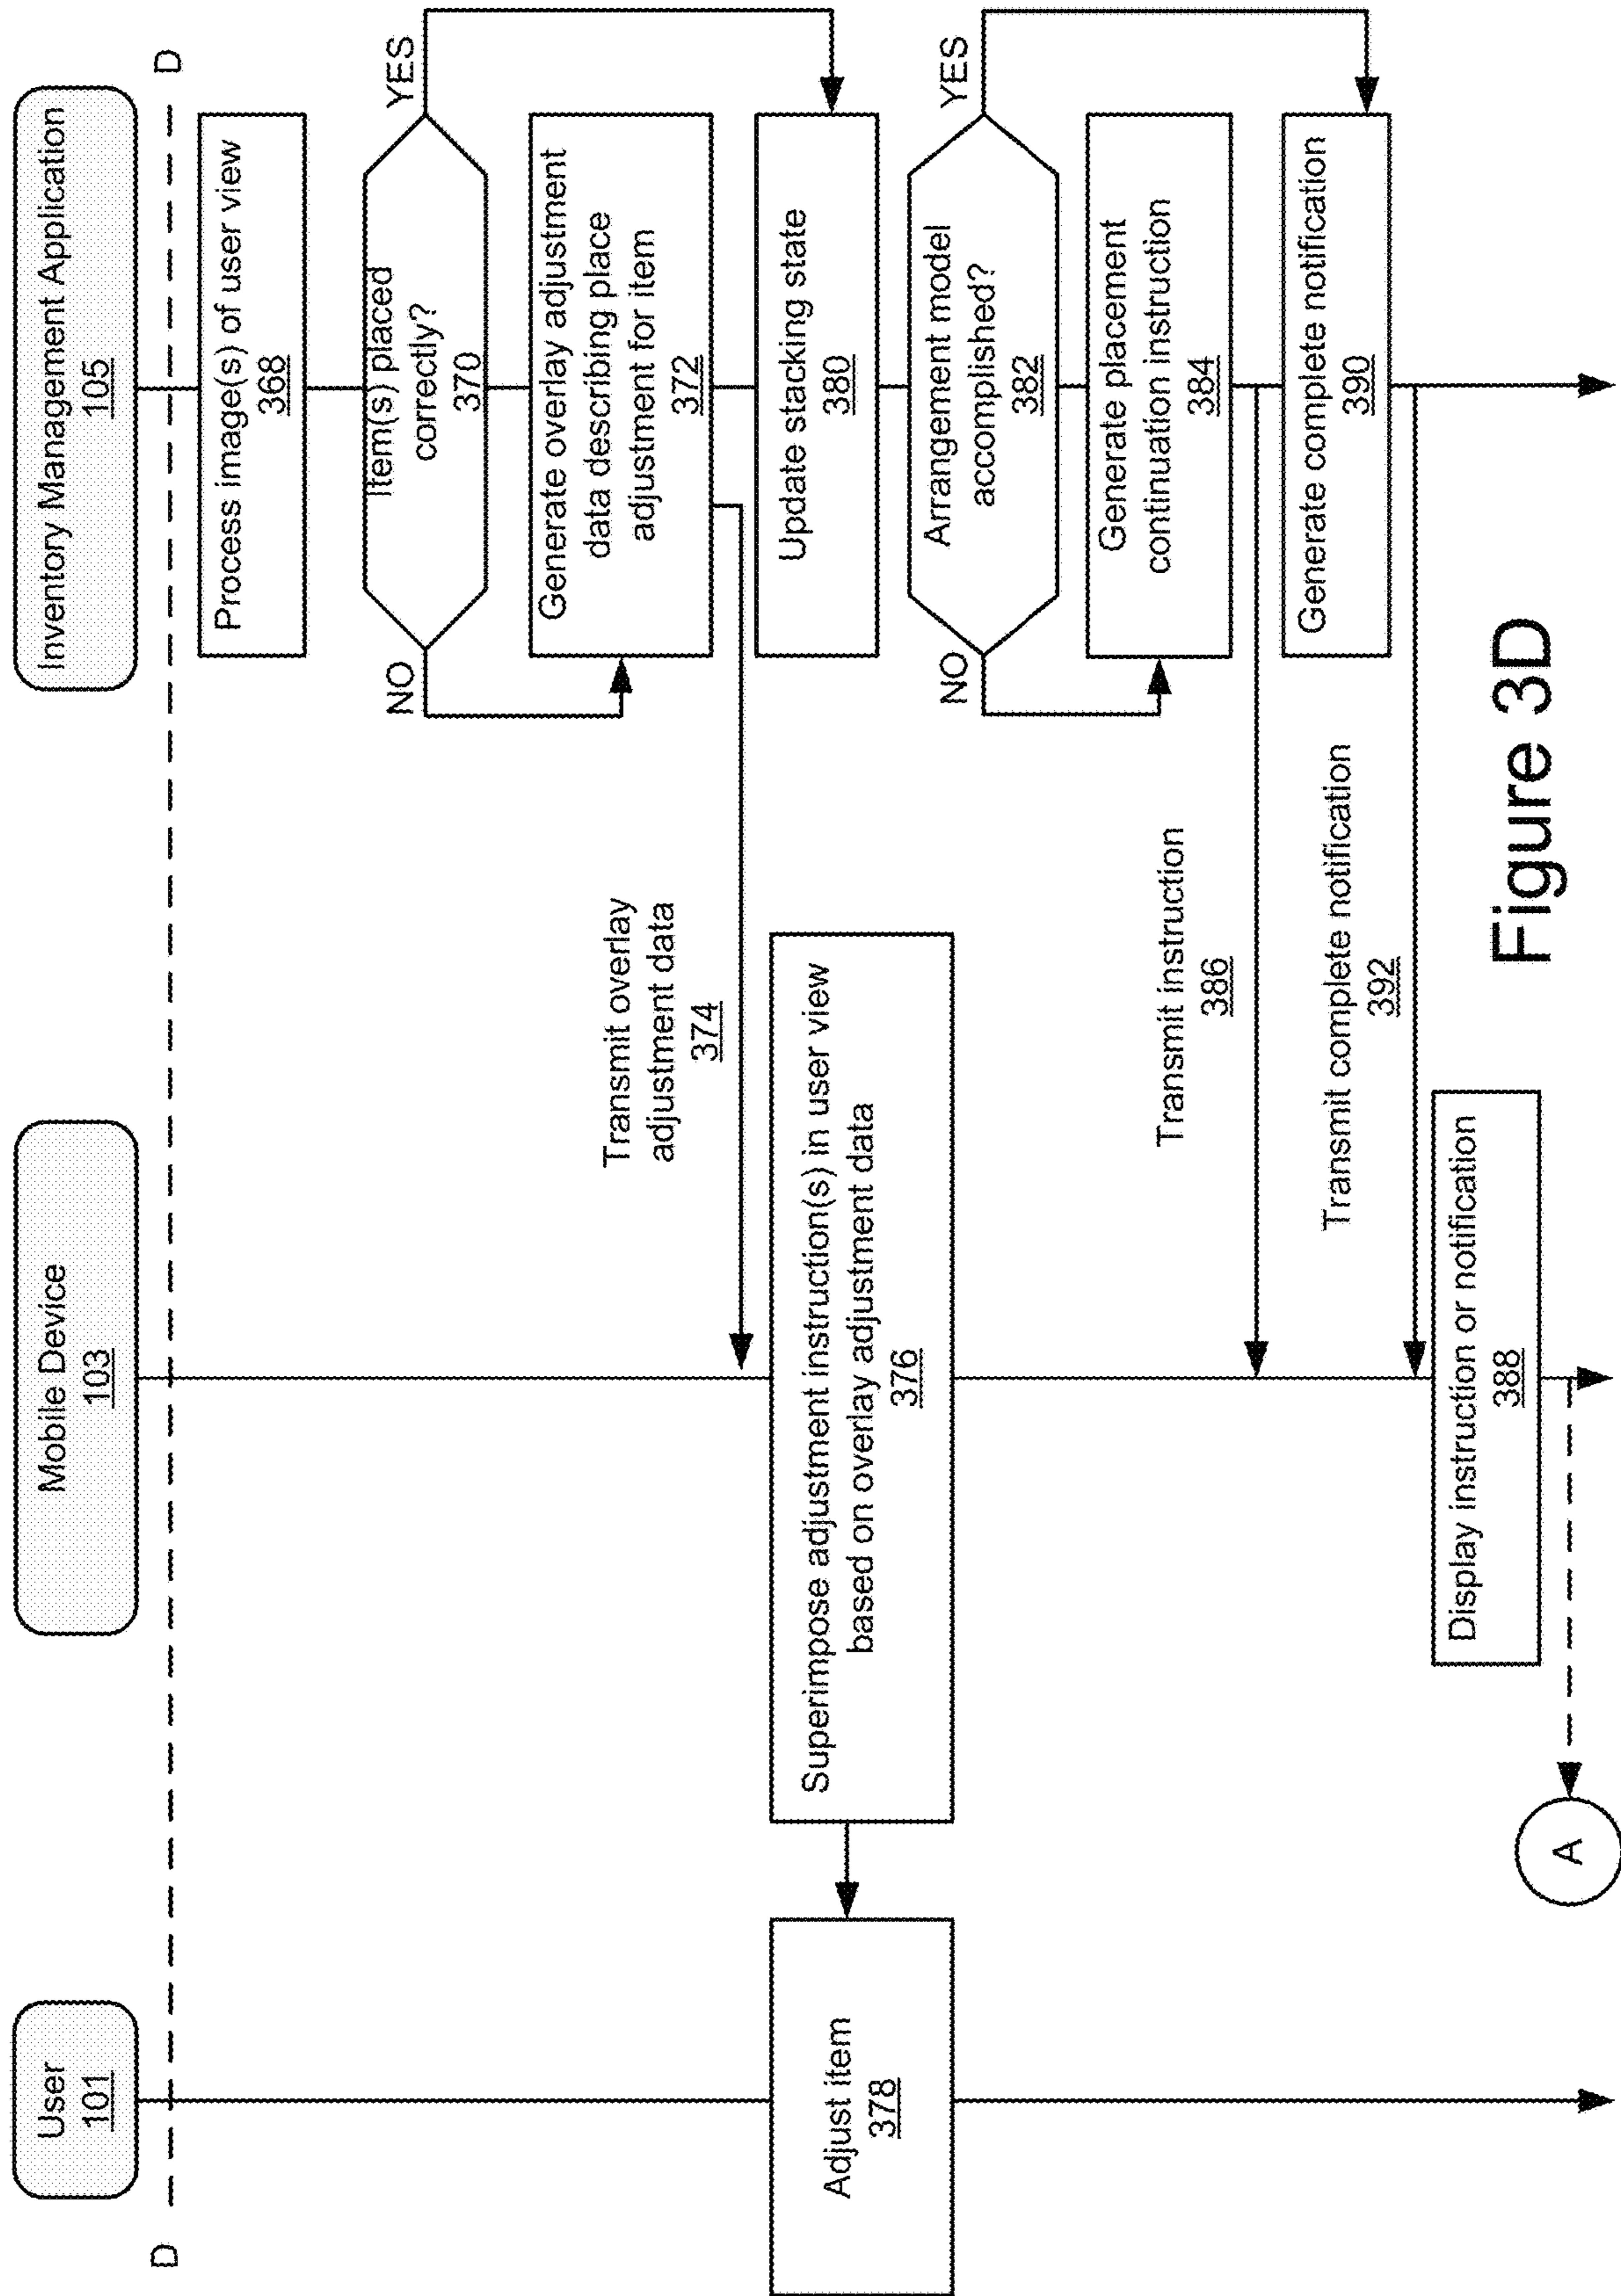 User
101
Mobile Device
103
Inventory Management Application
105
D
D
Process image(s) of user view
368
Item(s) placed
correctly?
370
NO
YES
Generate overlay adjustment
data describing place
adjustment for item
372
Transmit overlay
adjustment data
374
Superimpose adjustment instruction(s) in user view
based on overlay adjustment data
376
Adjust item
378
Update stacking state
380
Arrangement model
accomplished?
382
NO
YES
Generate placement
continuation instruction
384
Transmit instruction
386
Generate complete notification
390
Transmit complete notification
392
Display instruction or notification
388
A
Figure 3D